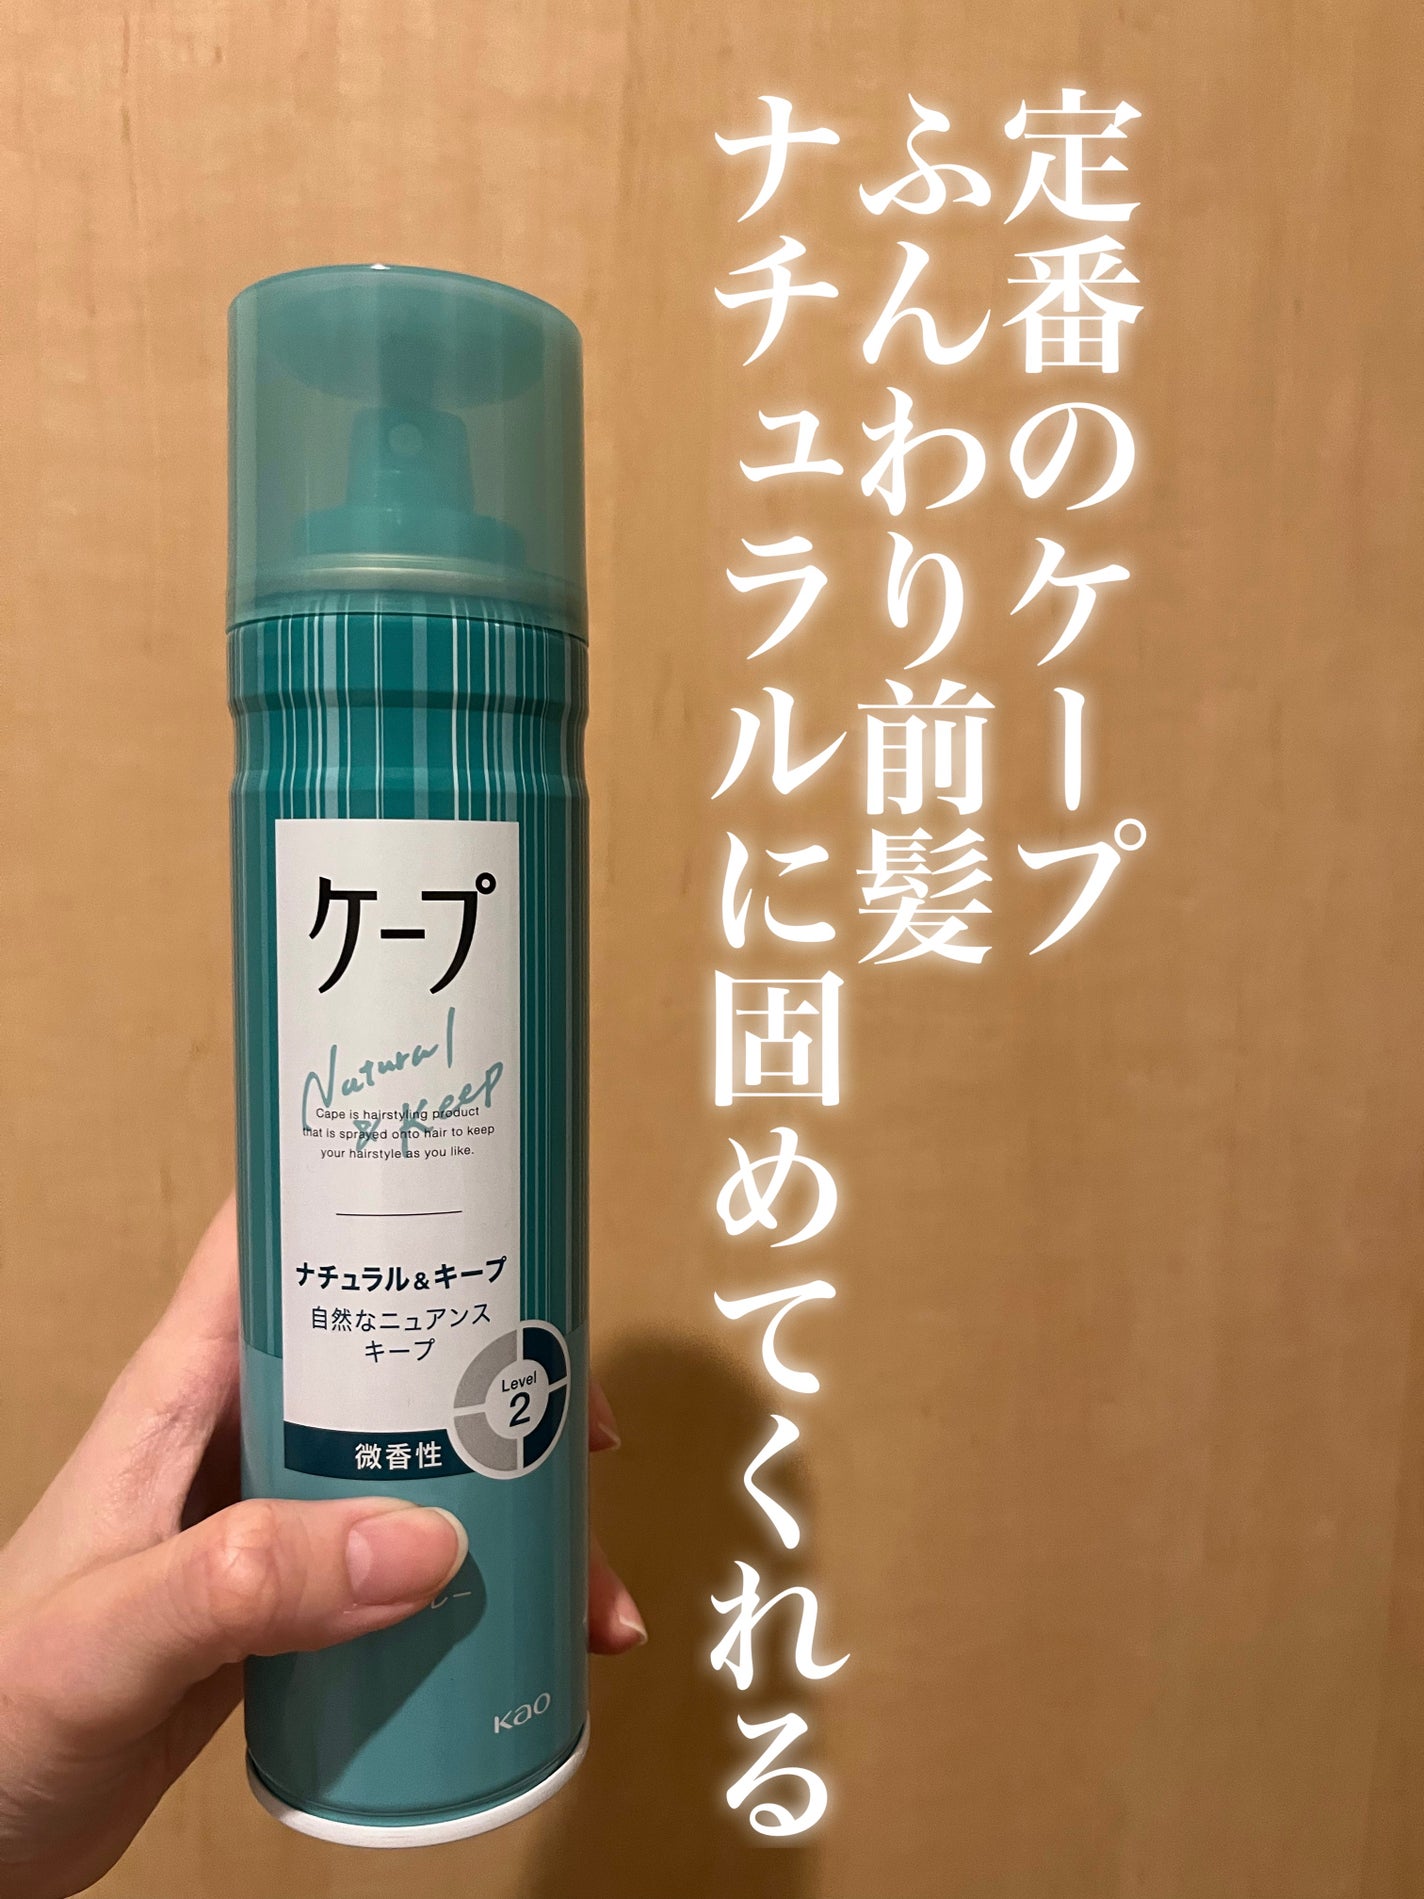 定番のケープ
ふんわり前髪
ナチュラルに固めてくれる
ケープ
Natural
& Keep
Cape is hairstyling product
that is sprayed onto hair to keep
your hairstyle as you like.
ナチュラル&キープ
自然なニュアンス
キープ
Level
2
微香性
Kao